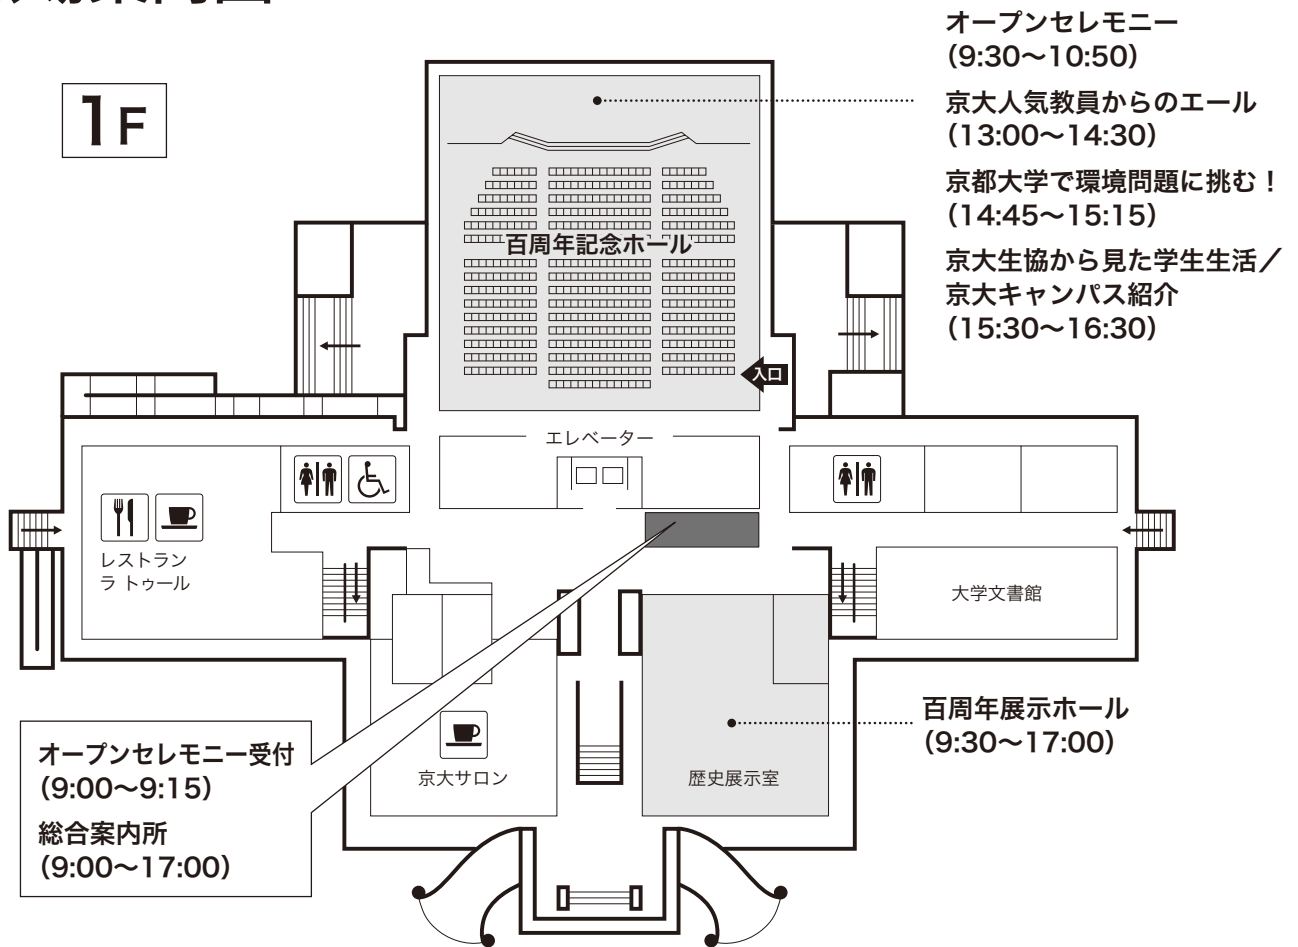 1F
オープンセレモニー
(9:30〜10:50)
京大人気教員からのエール
(13:00〜14:30)
京都大学で環境問題に挑む！
(14:45〜15:15)
京大生協から見た学生生活／
京大キャンパス紹介
(15:30〜16:30)
百周年記念ホール
入口
エレベーター
レストラン
ラ トゥール
大学文書館
百周年展示ホール
(9:30〜17:00)
京大サロン
歴史展示室
オープンセレモニー受付
(9:00〜9:15)
総合案内所
(9:00〜17:00)